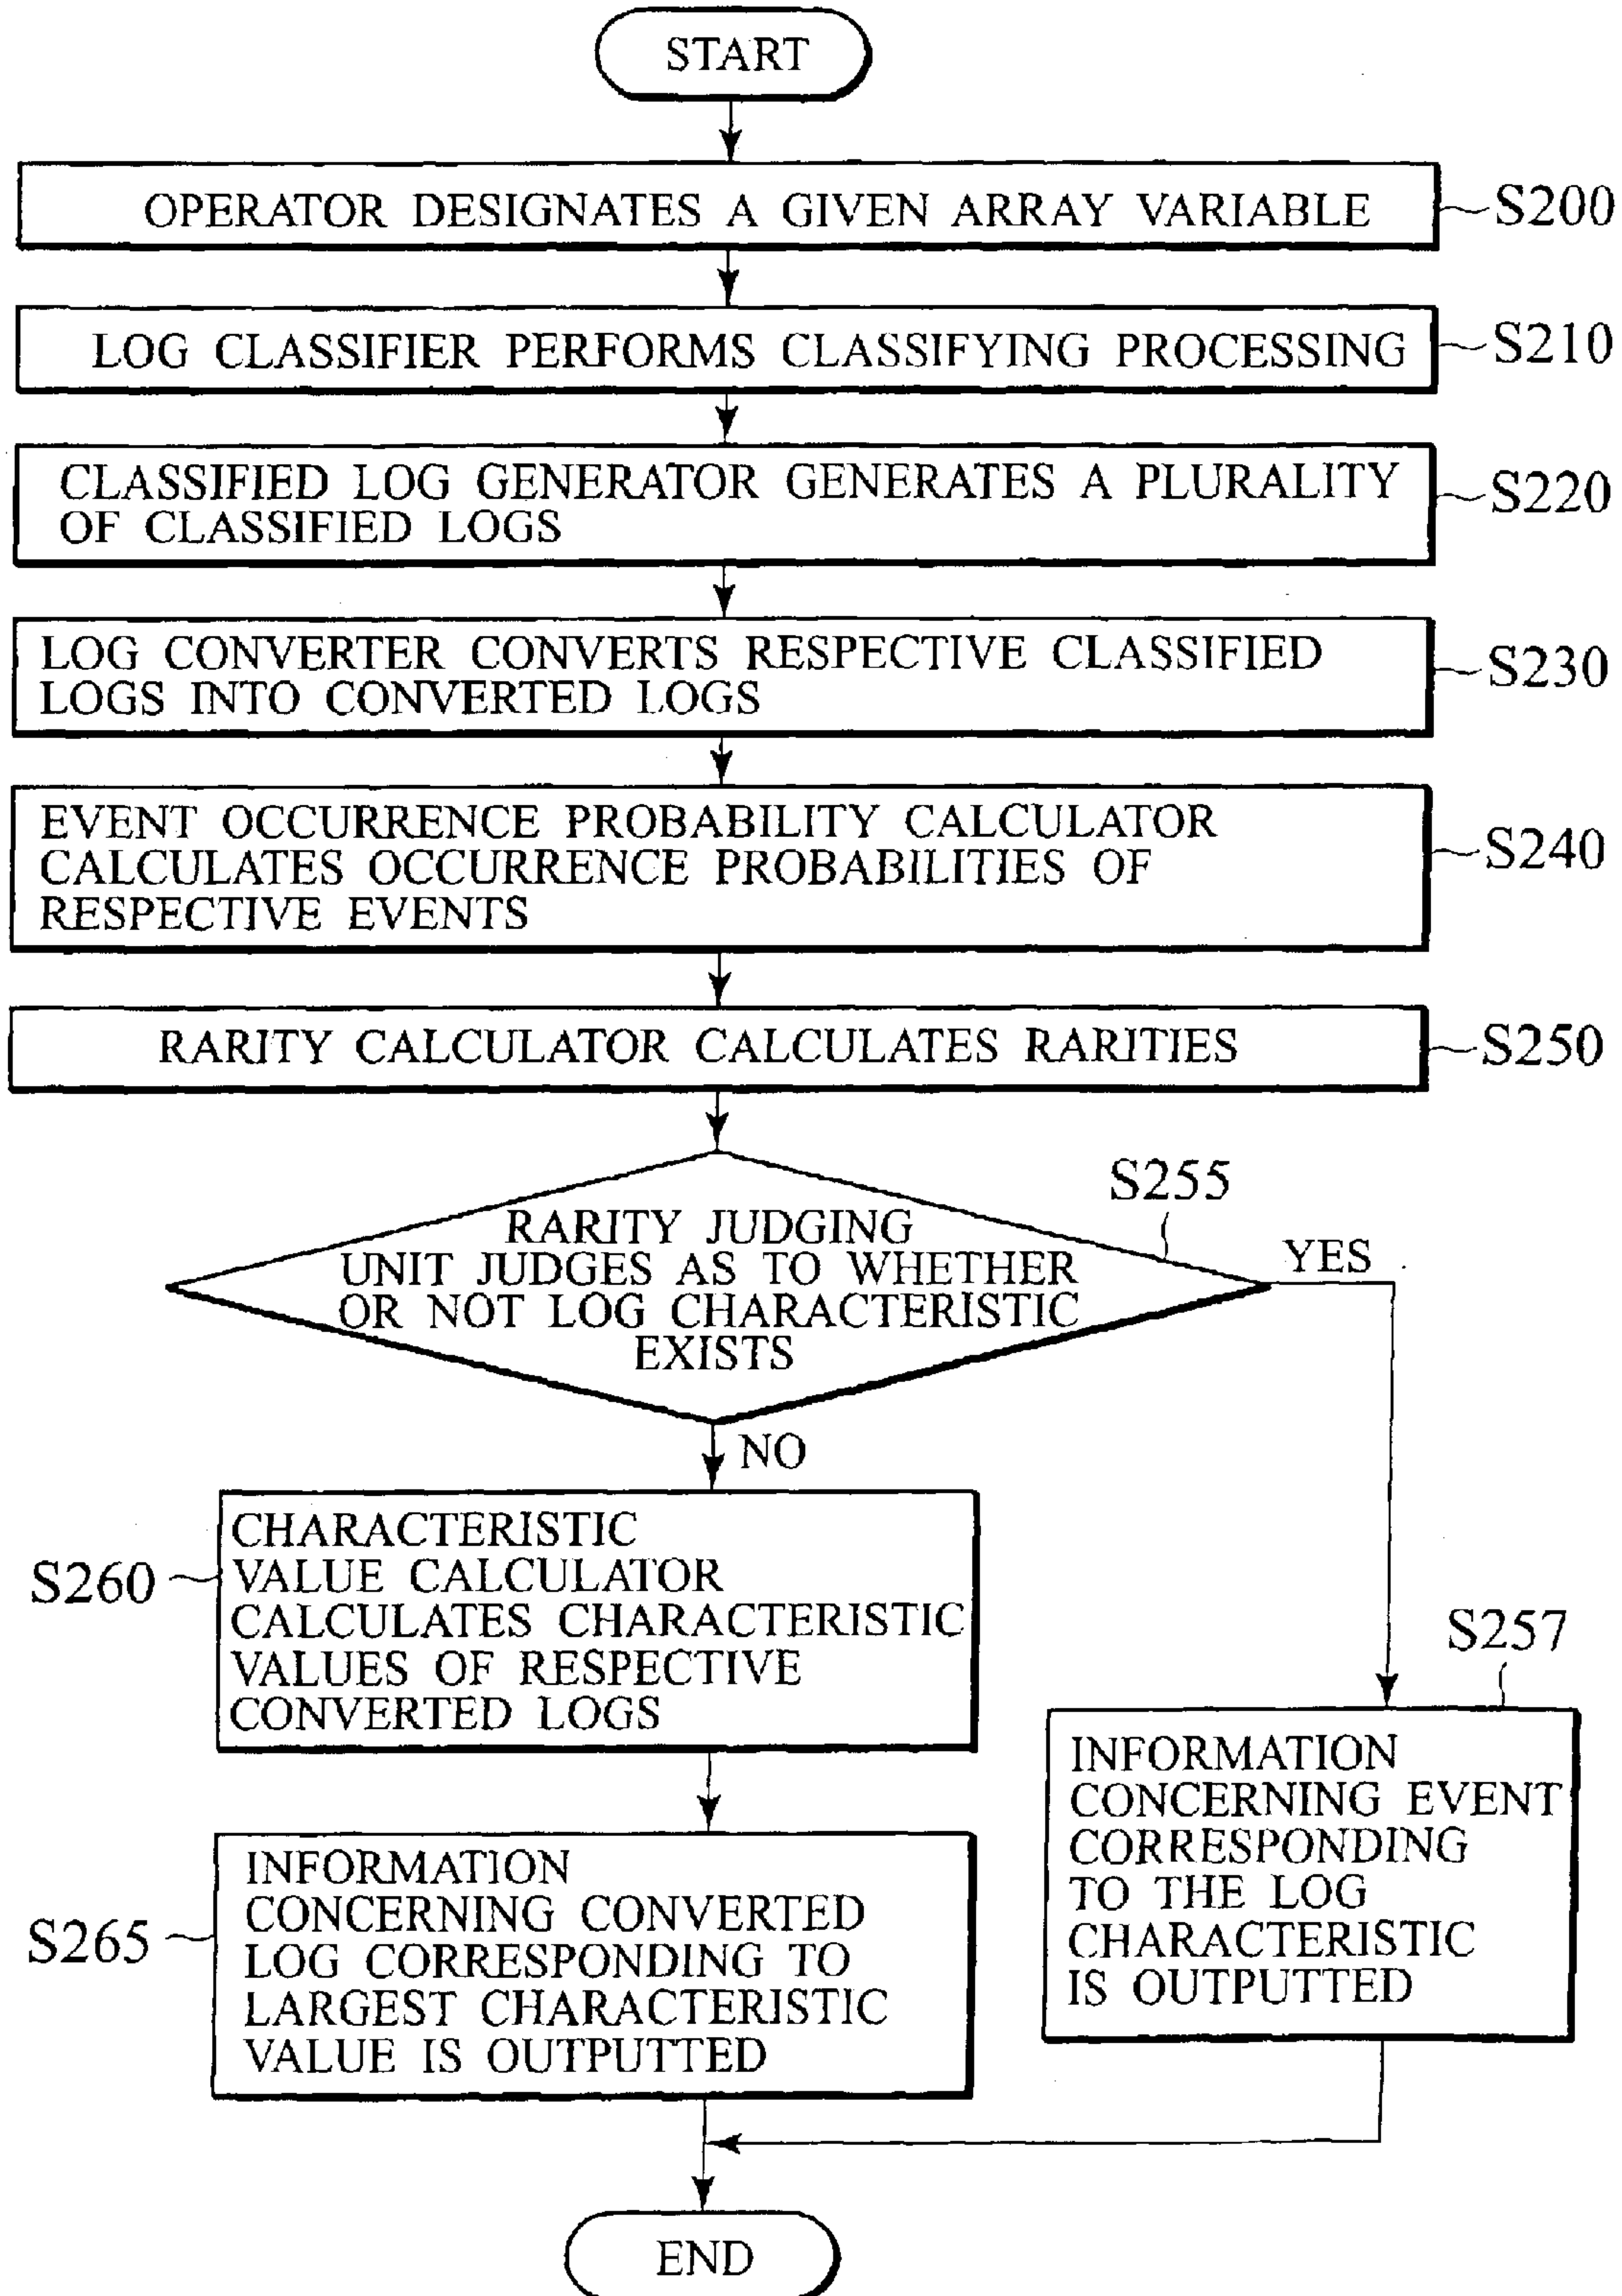 START
OPERATOR DESIGNATES A GIVEN ARRAY VARIABLE
S200
LOG CLASSIFIER PERFORMS CLASSIFYING PROCESSING
S210
CLASSIFIED LOG GENERATOR GENERATES A PLURALITY
OF CLASSIFIED LOGS
S220
LOG CONVERTER CONVERTS RESPECTIVE CLASSIFIED
LOGS INTO CONVERTED LOGS
S230
EVENT OCCURRENCE PROBABILITY CALCULATOR
CALCULATES OCCURRENCE PROBABILITIES OF
RESPECTIVE EVENTS
S240
RARITY CALCULATOR CALCULATES RARITIES
S250
S255
RARITY JUDGING
UNIT JUDGES AS TO WHETHER
OR NOT LOG CHARACTERISTIC
EXISTS
YES
NO
S260
CHARACTERISTIC
VALUE CALCULATOR
CALCULATES CHARACTERISTIC
VALUES OF RESPECTIVE
CONVERTED LOGS
S257
INFORMATION
CONCERNING EVENT
CORRESPONDING
TO THE LOG
CHARACTERISTIC
IS OUTPUTTED
S265
INFORMATION
CONCERNING CONVERTED
LOG CORRESPONDING TO
LARGEST CHARACTERISTIC
VALUE IS OUTPUTTED
END